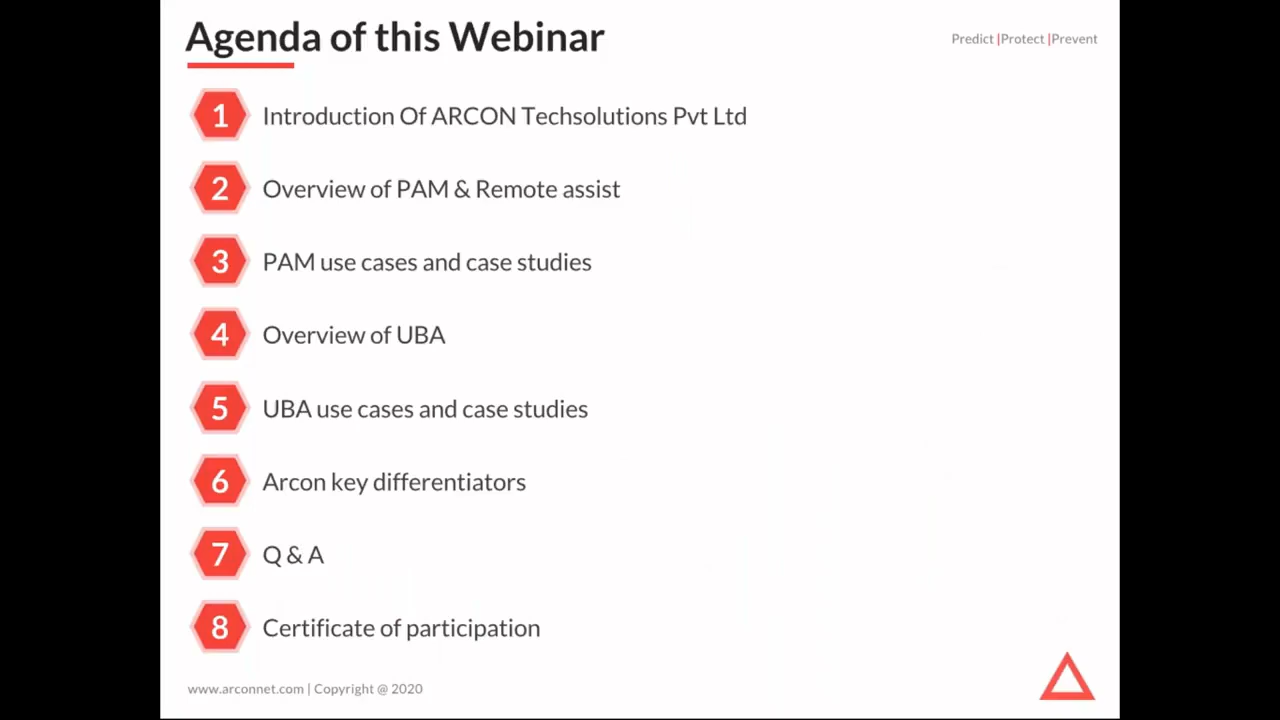 Agenda of this Webinar
Predict |Protect |Prevent
1 Introduction Of ARCON Techsolutions Pvt Ltd
2 Overview of PAM & Remote assist
3 PAM use cases and case studies
4 Overview of UBA
5 UBA use cases and case studies
6 Arcon key differentiators
7 Q & A
8 Certificate of participation
www.arconnet.com | Copyright @ 2020